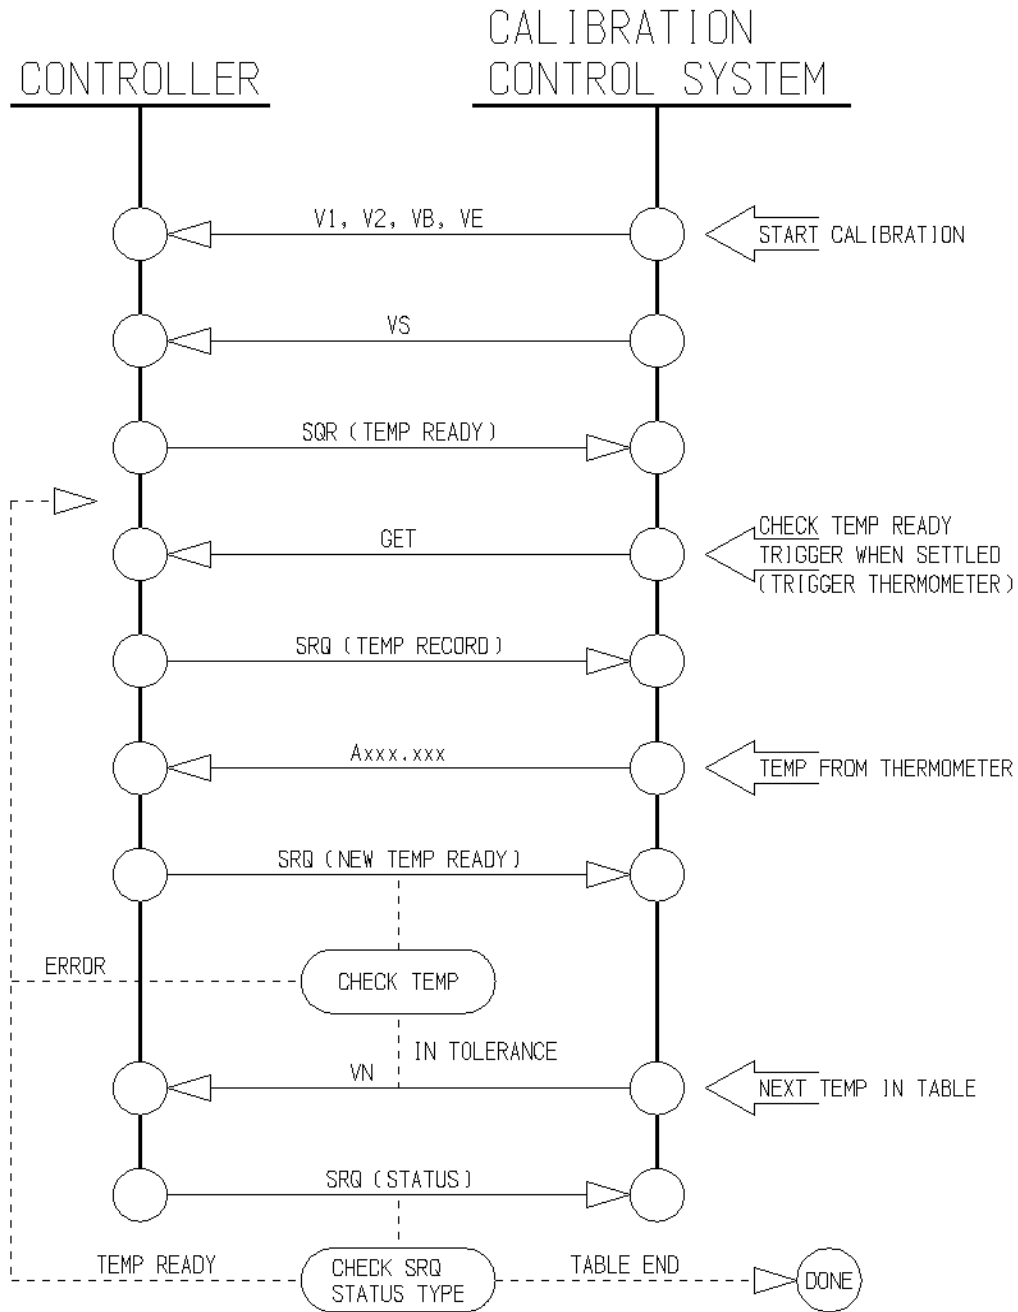 CALIBRATION
CONTROLLER
CONTROL SYSTEM
V1, V2, VB, VE
START CALIBRATION
VS
SQR (TEMP READY)
GET
CHECK TEMP READY
TRIGGER WHEN SETTLED
(TRIGGER THERMOMETER)
SRQ (TEMP RECORD)
Axxx.xxx
TEMP FROM THERMOMETER
SRQ (NEW TEMP READY)
ERROR
CHECK TEMP
IN TOLERANCE
VN
NEXT TEMP IN TABLE
SRQ (STATUS)
TEMP READY
CHECK SRQ
STATUS TYPE
TABLE END
DONE